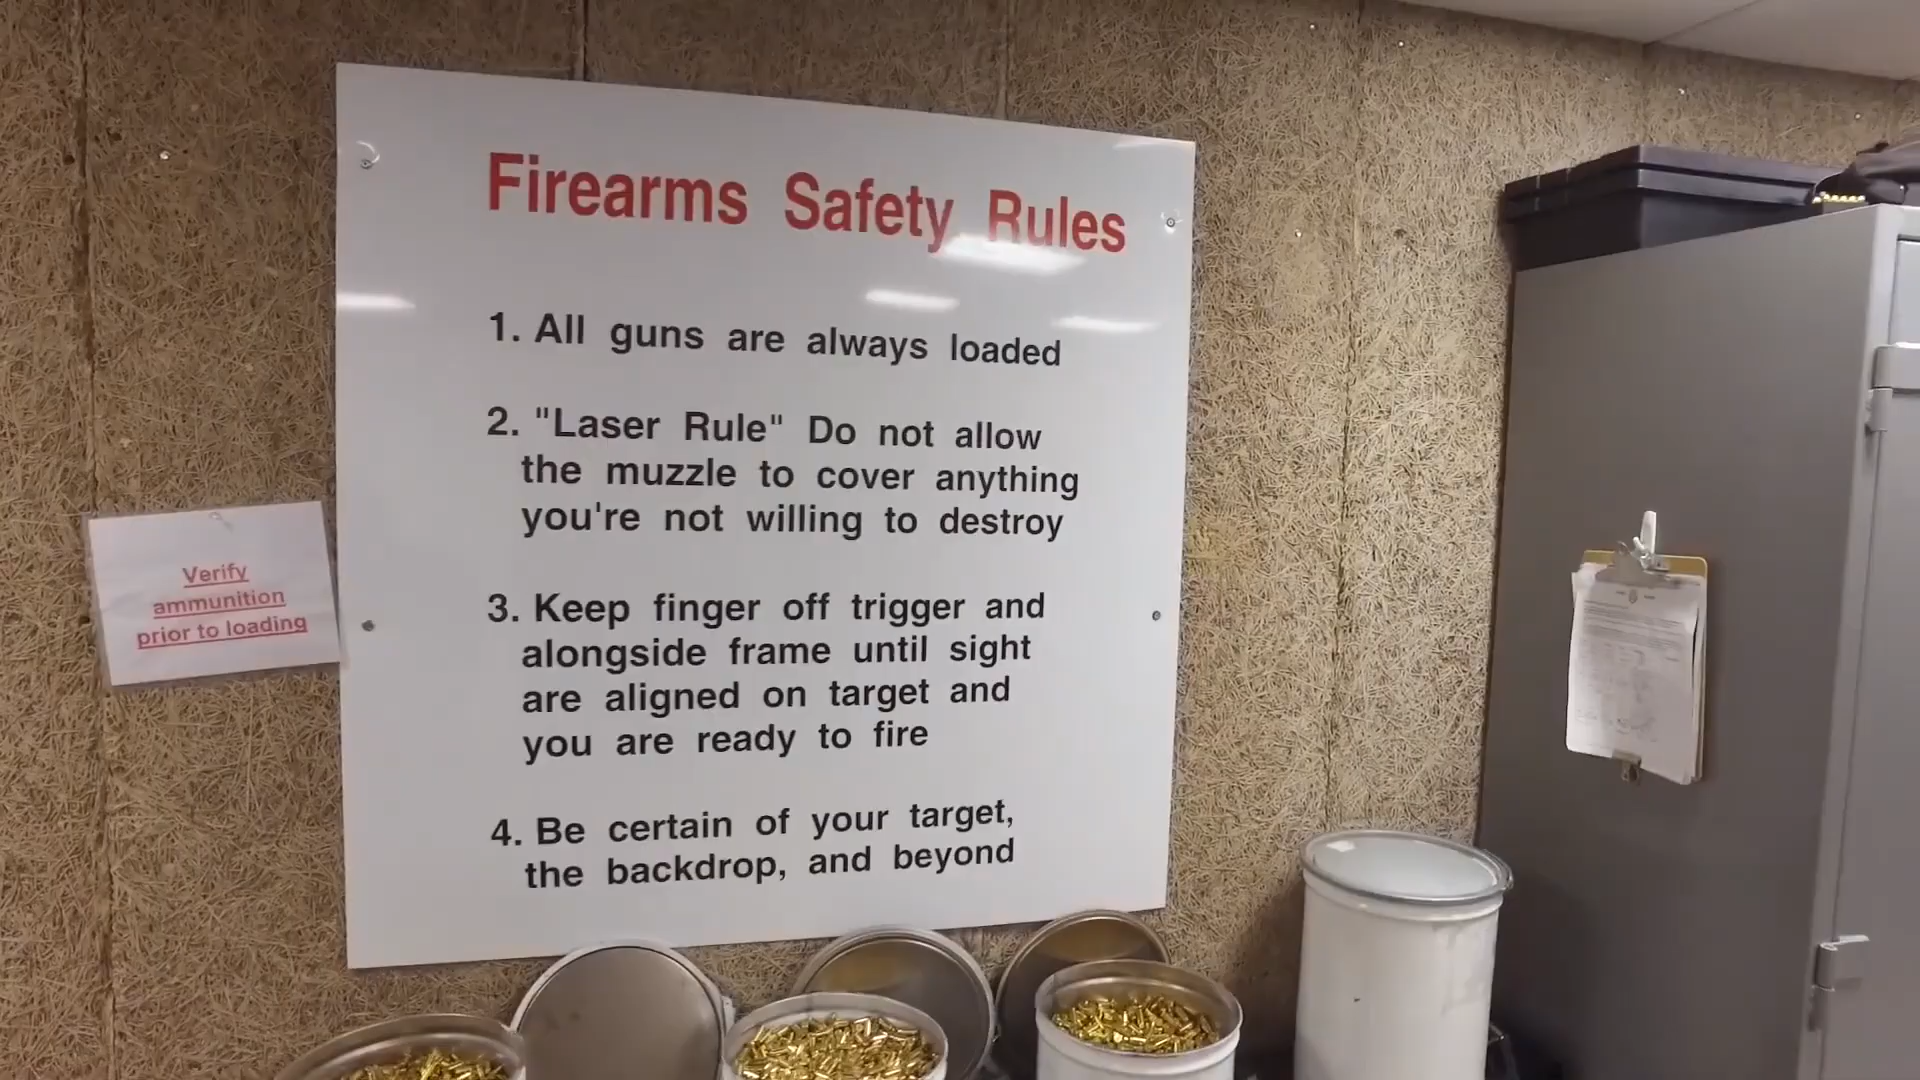 Firearms Safety Rules
1. All guns are always loaded
2. "Laser Rule" Do not allow
the muzzle to cover anything
you're not willing to destroy
3. Keep finger off trigger and
alongside frame until sight
are aligned on target and
you are ready to fire
4. Be certain of your target,
the backdrop, and beyond
Verify
ammunition
prior to loading